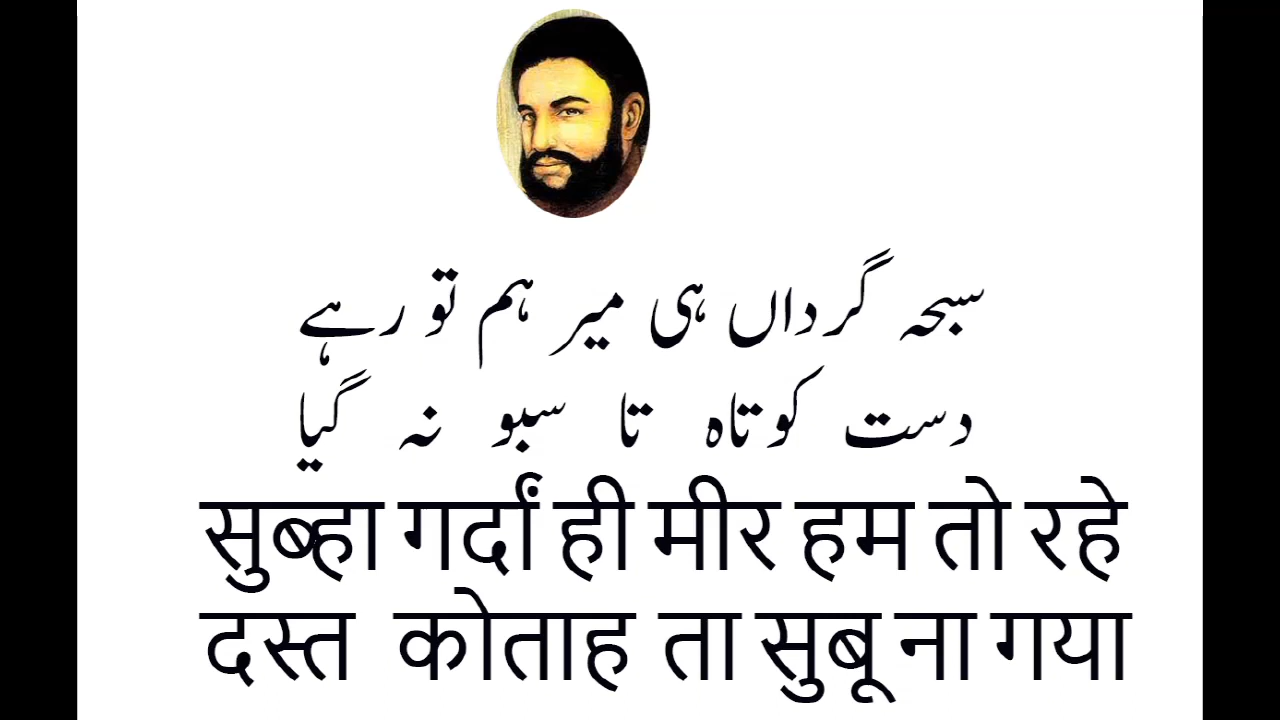 سبحہ گرداں ہی میر ہم تو رہے
دست کوتاہ تا سبو نہ گیا
सुब्हा गर्दां ही मीर हम तो रहे
दस्त कोताह ता सुबू ना गया